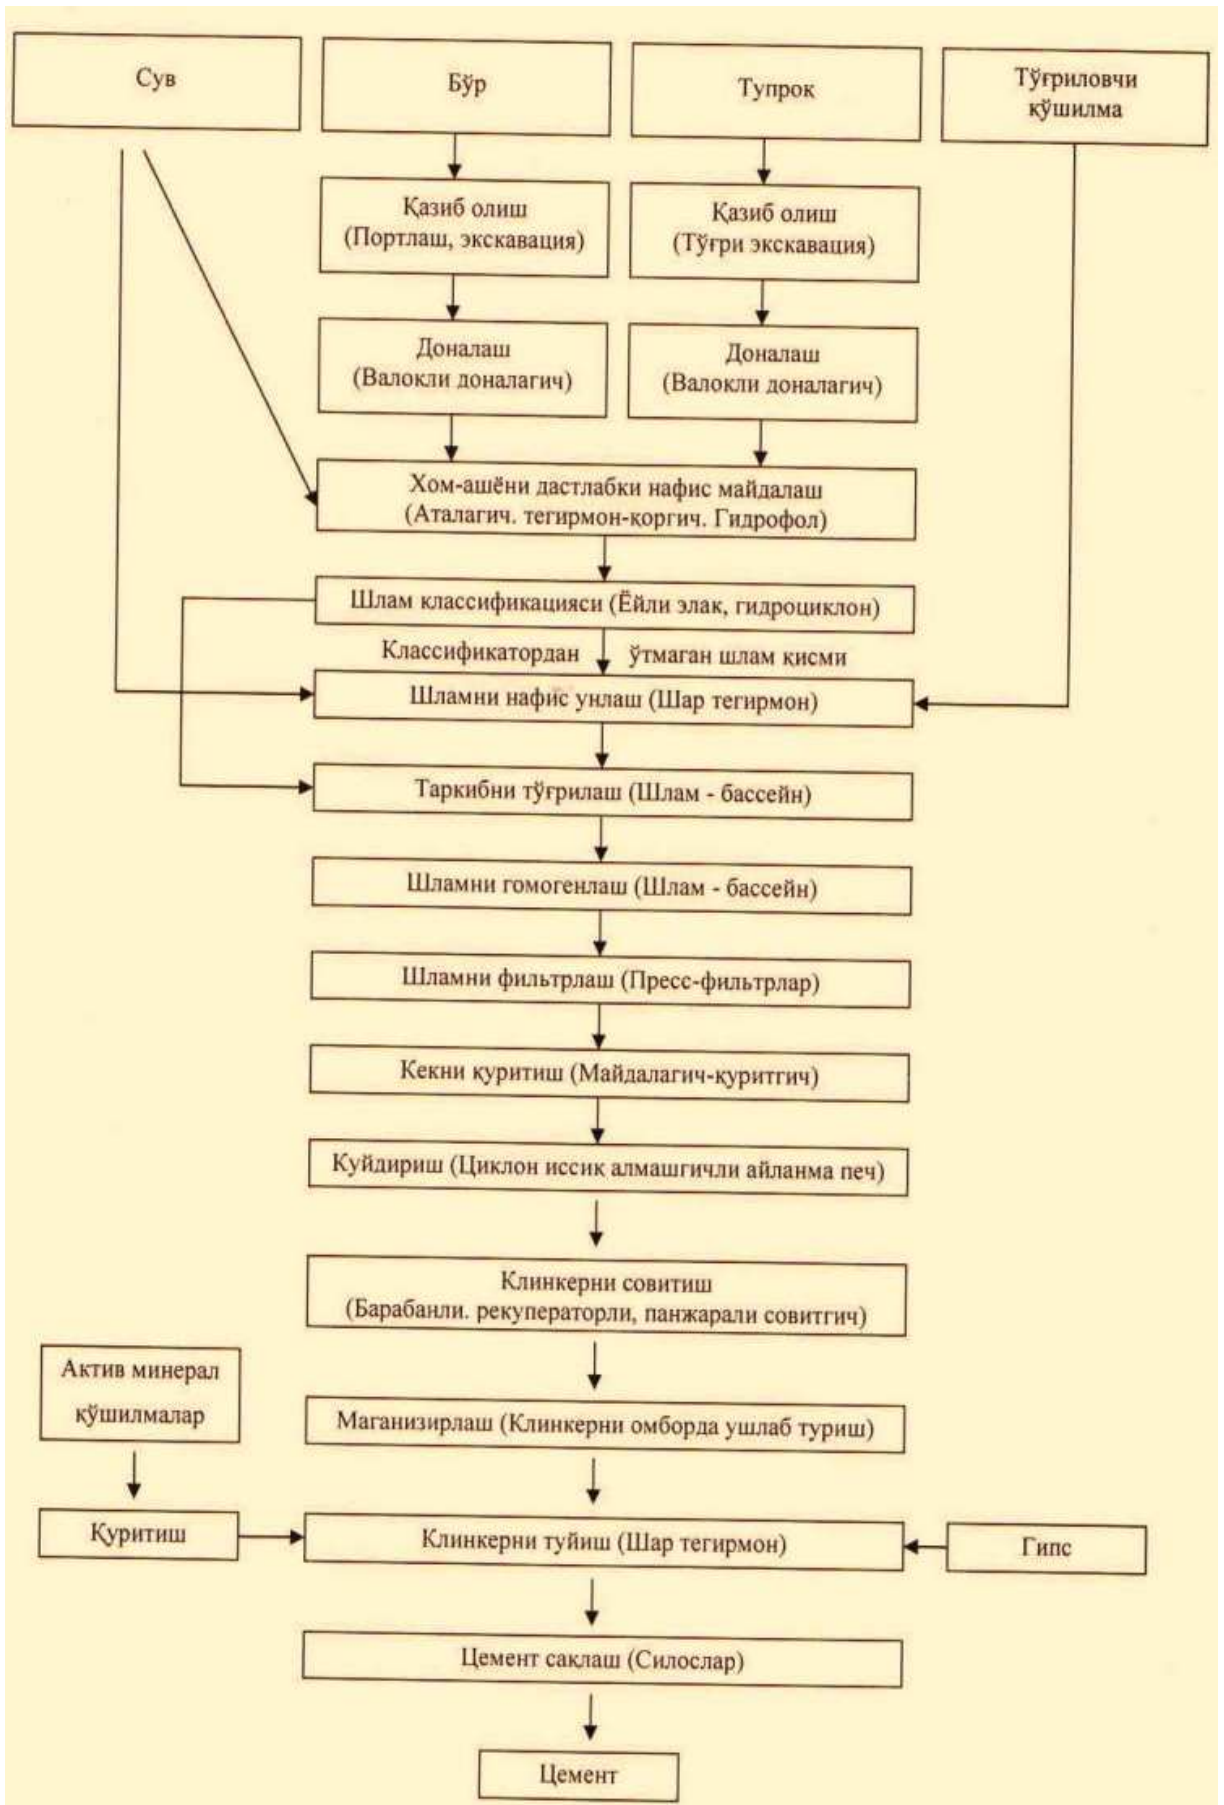 Сув
Бўр
Тупроқ
Тўғриловчи
қўшилма
Қазиб олиш
(Портлаш, экскавация)
Қазиб олиш
(Тўғри экскавация)
Доналаш
(Валокли доналагич)
Доналаш
(Валокли доналагич)
Хом-ашёни дастлабки нафис майдалаш
(Аталагич. тегирмон-қоргич. Гидрофол)
Шлам классификацияси (Ёйли элак, гидроциклон)
Классификатордан ўтмаган шлам қисми
Шламни нафис унлаш (Шар тегирмон)
Таркибни тўғрилаш (Шлам - бассейн)
Шламни гомогенлаш (Шлам - бассейн)
Шламни фильтрлаш (Пресс-фильтрлар)
Кекни қуритиш (Майдалагич-қуритгич)
Куйдириш (Циклон иссиқ алмашгичли айланма печ)
Клинкерни совитиш
(Барабанли. рекуператорли, панжарали совитгич)
Актив минерал
қўшилмалар
Маганизирлаш (Клинкерни омборда ушлаб туриш)
Қуритиш
Клинкерни туйиш (Шар тегирмон)
Гипс
Цемент сақлаш (Силослар)
Цемент